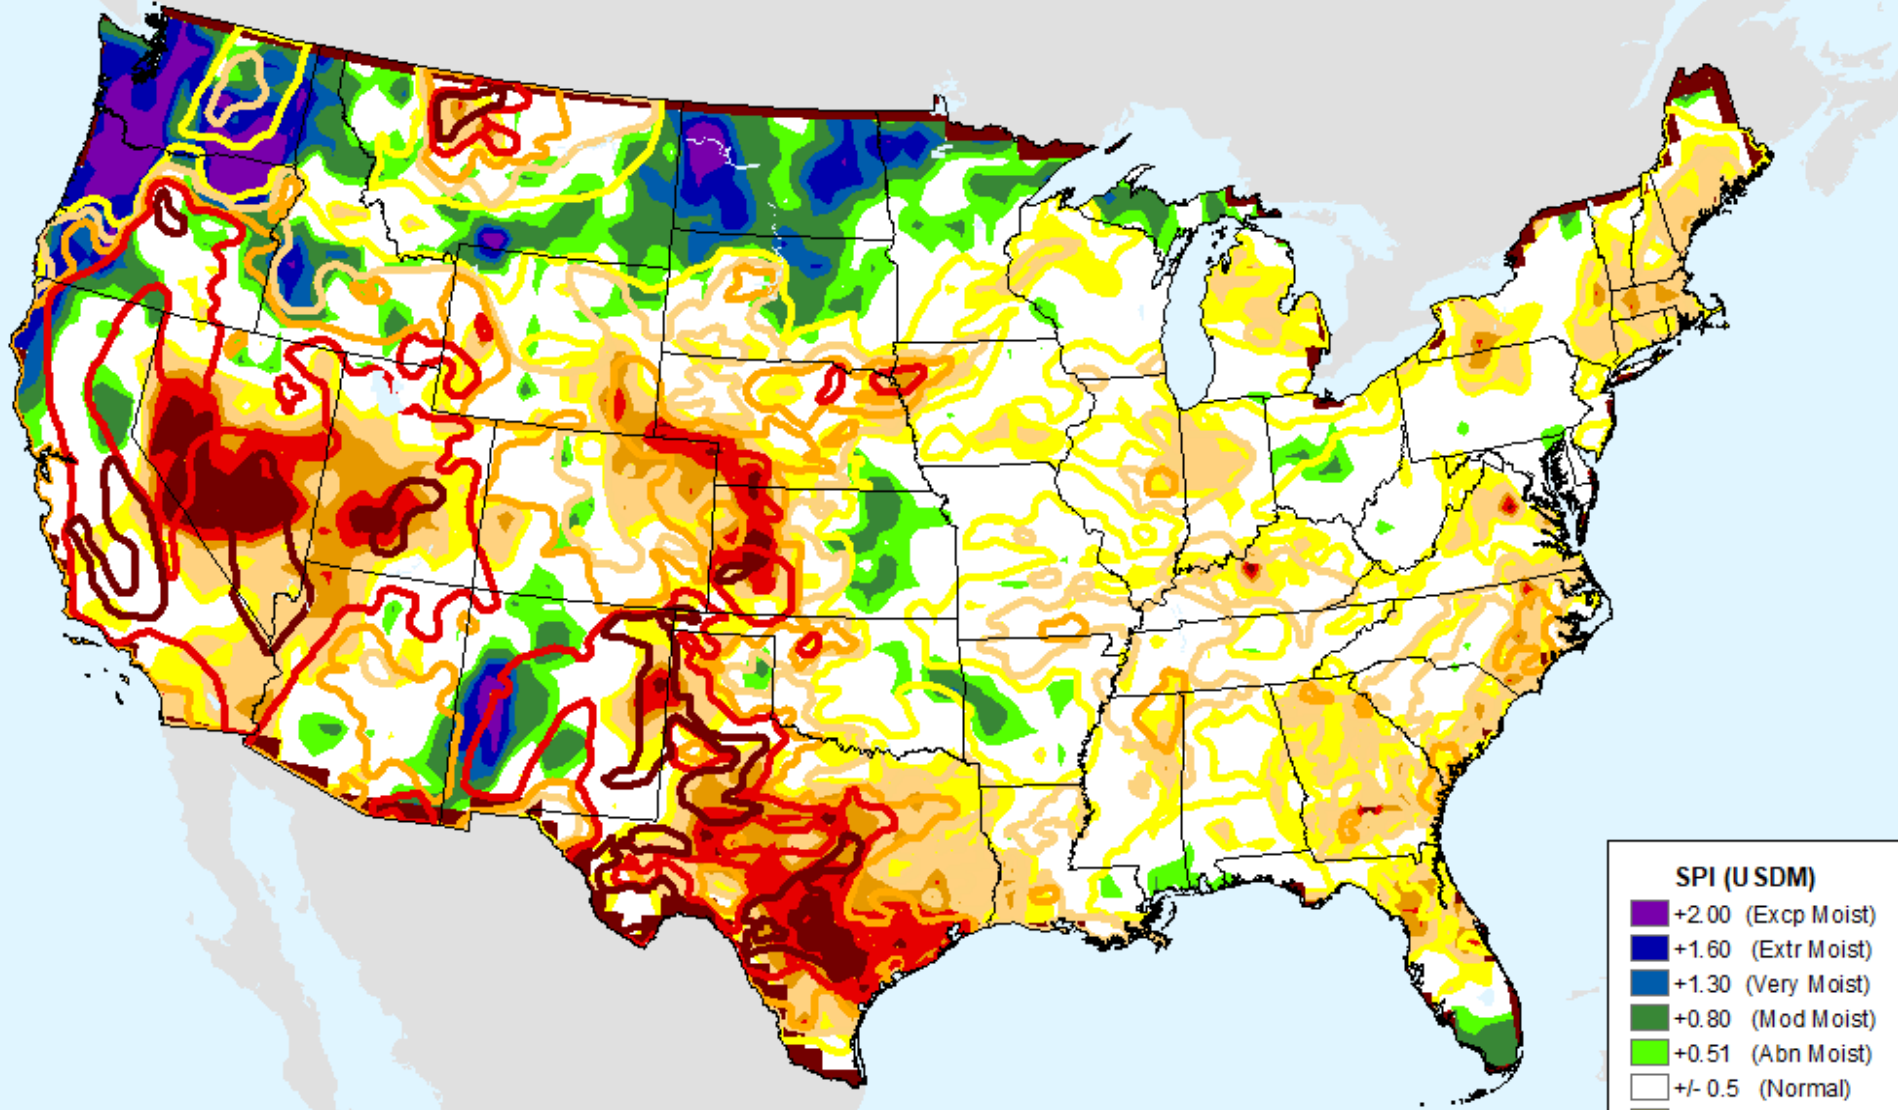 SPI (USDM)
+2.00 (Excp Moist)
+1.60 (Extr Moist)
+1.30 (Very Moist)
+0.80 (Mod Moist)
+0.51 (Abn Moist)
+/- 0.5 (Normal)